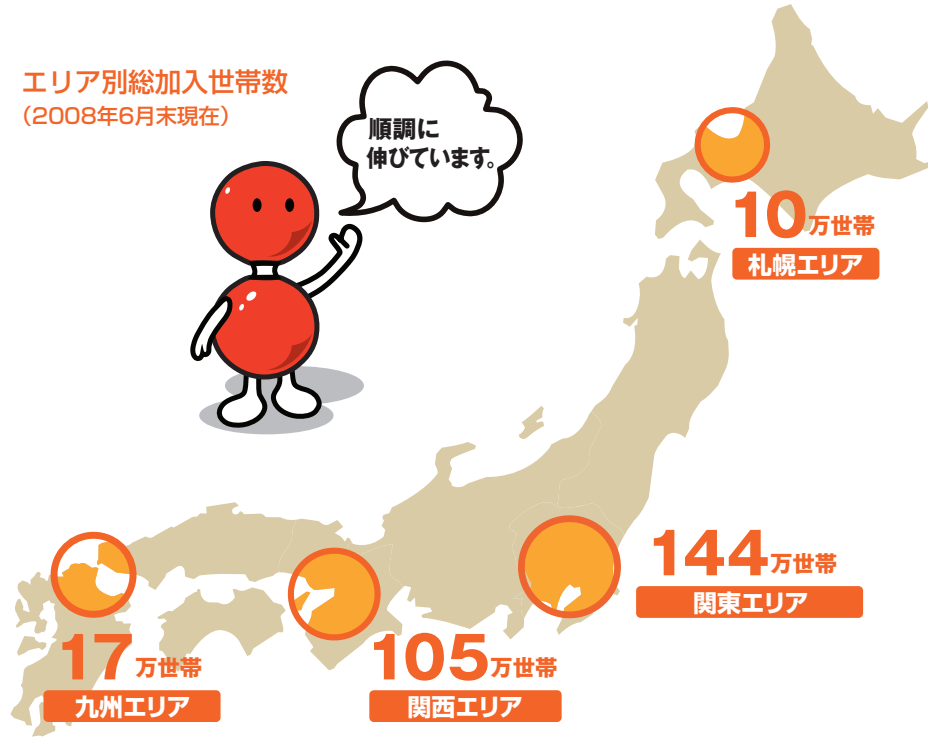 エリア別総加入世帯数
（2008年6月末現在）
順調に
伸びています。
10万世帯
札幌エリア
144万世帯
関東エリア
105万世帯
関西エリア
17万世帯
九州エリア